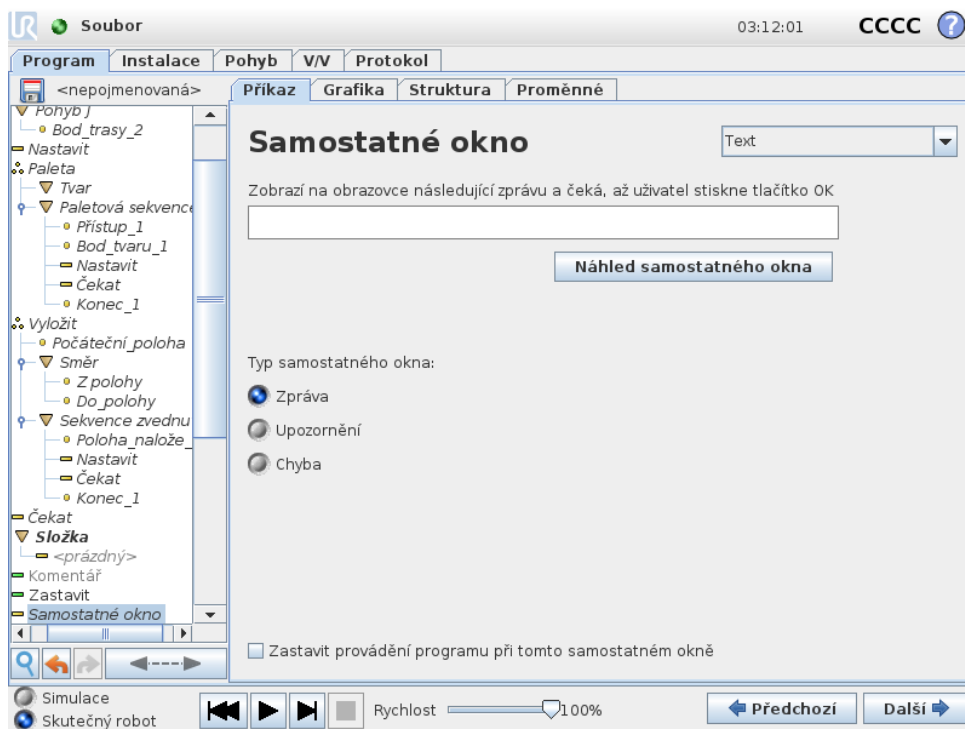 UR Soubor 03:12:01 CCCC ?
Program Instalace Pohyb V/V Protokol
<nepojmenovaná> Příkaz Grafika Struktura Proměnné
Pohyb J
Bod_trasy_2
Nastavit
Paleta
Tvar
Paletová sekvence
Přístup_1
Bod_tvaru_1
Nastavit
Čekat
Konec_1
Vyložit
Počáteční_poloha
Směr
Z polohy
Do_polohy
Sekvence zvednu
Poloha_nalože_
Nastavit
Čekat
Konec_1
Čekat
Složka
<prázdný>
Komentář
Zastavit
Samostatné okno
Samostatné okno
Text
Zobrazí na obrazovce následující zprávu a čeká, až uživatel stiskne tlačítko OK
Náhled samostatného okna
Typ samostatného okna:
Zpráva
Upozornění
Chyba
Zastavit provádění programu při tomto samostatném okně
Simulace
Skutečný robot
Rychlost 100%
Předchozí Další